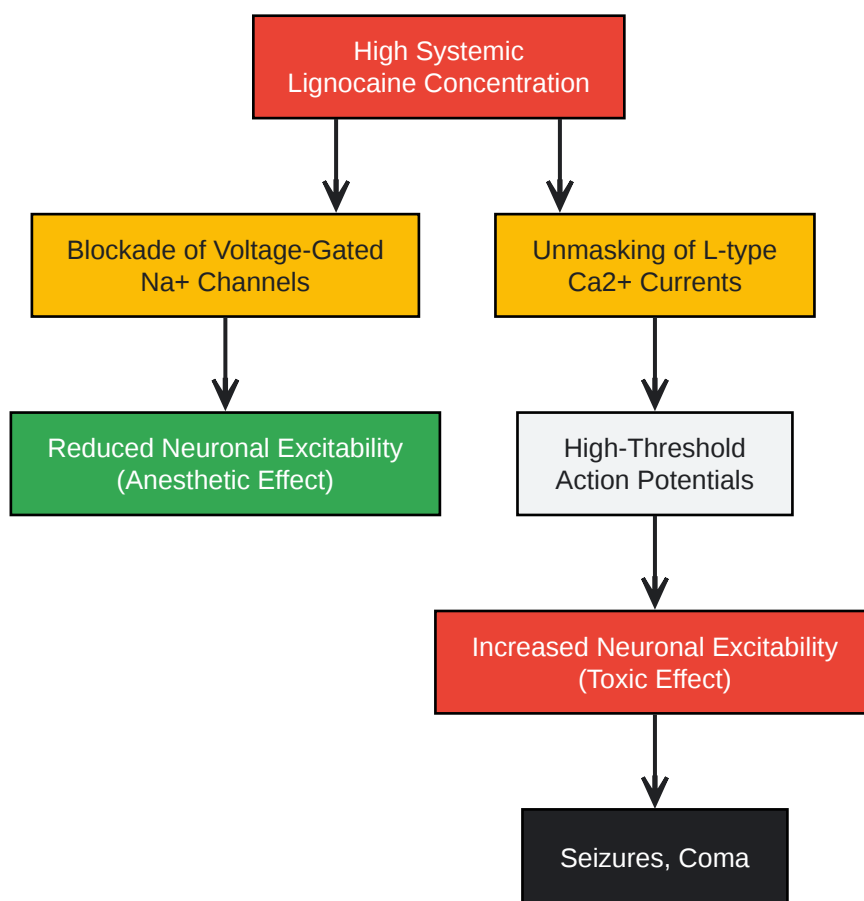 High Systemic
Lignocaine Concentration
Blockade of Voltage-Gated
Na+ Channels
Unmasking of L-type
Ca2+ Currents
Reduced Neuronal Excitability
(Anesthetic Effect)
High-Threshold
Action Potentials
Increased Neuronal Excitability
(Toxic Effect)
Seizures, Coma